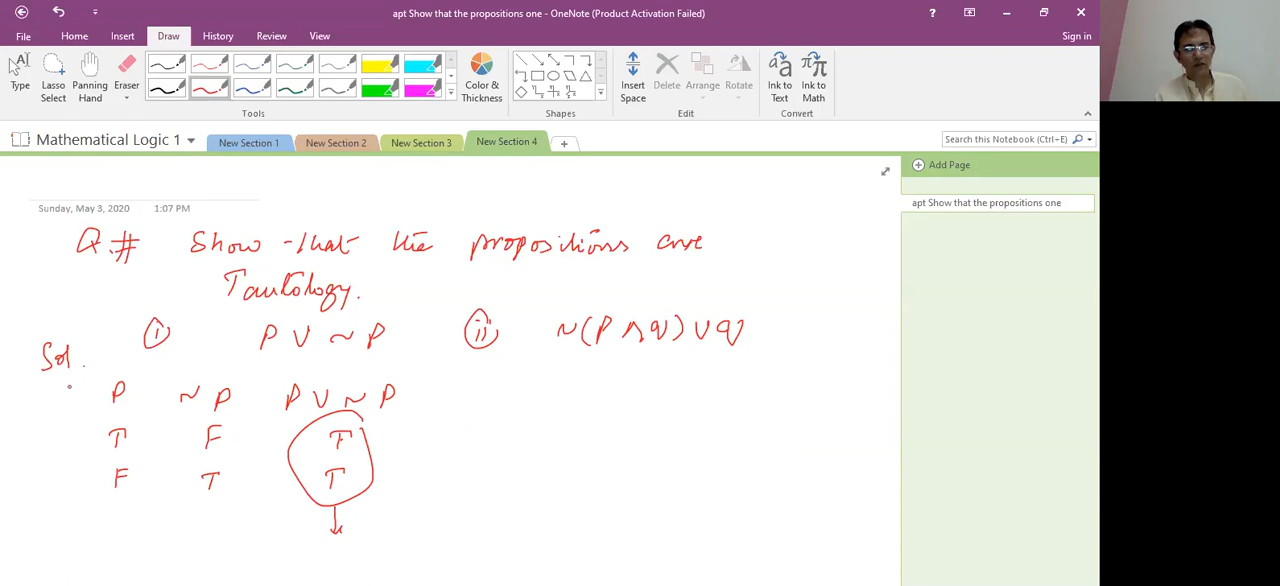 apt Show that the propositions one - OneNote (Product Activation Failed)
?
File Home Insert Draw History Review View Sign in
Type Lasso Select Panning Hand Eraser Color & Thickness Insert Space Delete Arrange Rotate Ink to Text Ink to Math
Tools Shapes Edit Convert
Mathematical Logic 1 New Section 1 New Section 2 New Section 3 New Section 4 Search this Notebook (Ctrl+E)
Add Page
apt Show that the propositions one
Sunday, May 3, 2020 1:07 PM
Q.# Show that the propositions are
Tautology.
(i) P ∨ ~ P (ii) ~(P ∧ q) ∨ q
Sol.
P ~ P P ∨ ~ P
T F T
F T T